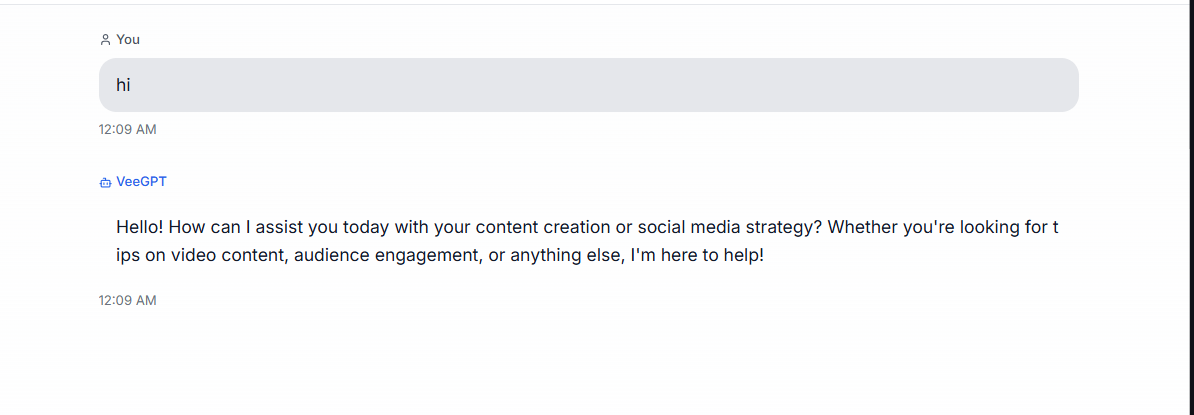 You
hi
12:09 AM
VeeGPT
Hello! How can I assist you today with your content creation or social media strategy? Whether you're looking for t
ips on video content, audience engagement, or anything else, I'm here to help!
12:09 AM